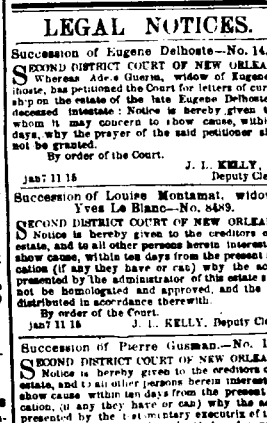 LEGAL NOTICES.
Succession of Eugene Delhoste—No. 14
SECOND DISTRICT COURT OF NEW ORLEA
Whereas Adele Guerin, widow of Eugene
lhoste, has petitioned the Court for letters of cur
ship on the estate of the late Eugene Delhoste
deceased intestate: Notice is hereby given t
whom it may concern to show cause, withi
days, why the prayer of the said petitioner s
not be granted.
By order of the Court.
J. L. KELLY,
jan7 11 15 Deputy Cle
Succession of Louise Montamat, wido
Yves Le Blanc—No. 8489.
SECOND DISTRICT COURT OF NEW ORLEA
Notice is hereby given to the creditors o
estate, and to all other persons herein interest
show cause, within ten days from the present
cation (if any they have or can) why the ac
presented by the administrator of this estate s
not be homologated and approved, and the
distributed in accordance therewith.
By order of the Court.
jan7 11 15 J. L. KELLY, Deputy Cle
Succession of Pierre Gusman.—No. 1
SECOND DISTRICT COURT OF NEW ORLEA
Notice is hereby given to the creditors o
estate, and to all other persons herein interest
show cause within ten days from the present
cation, (if any they have or can) why the ac
presented by the testamentary executrix of t